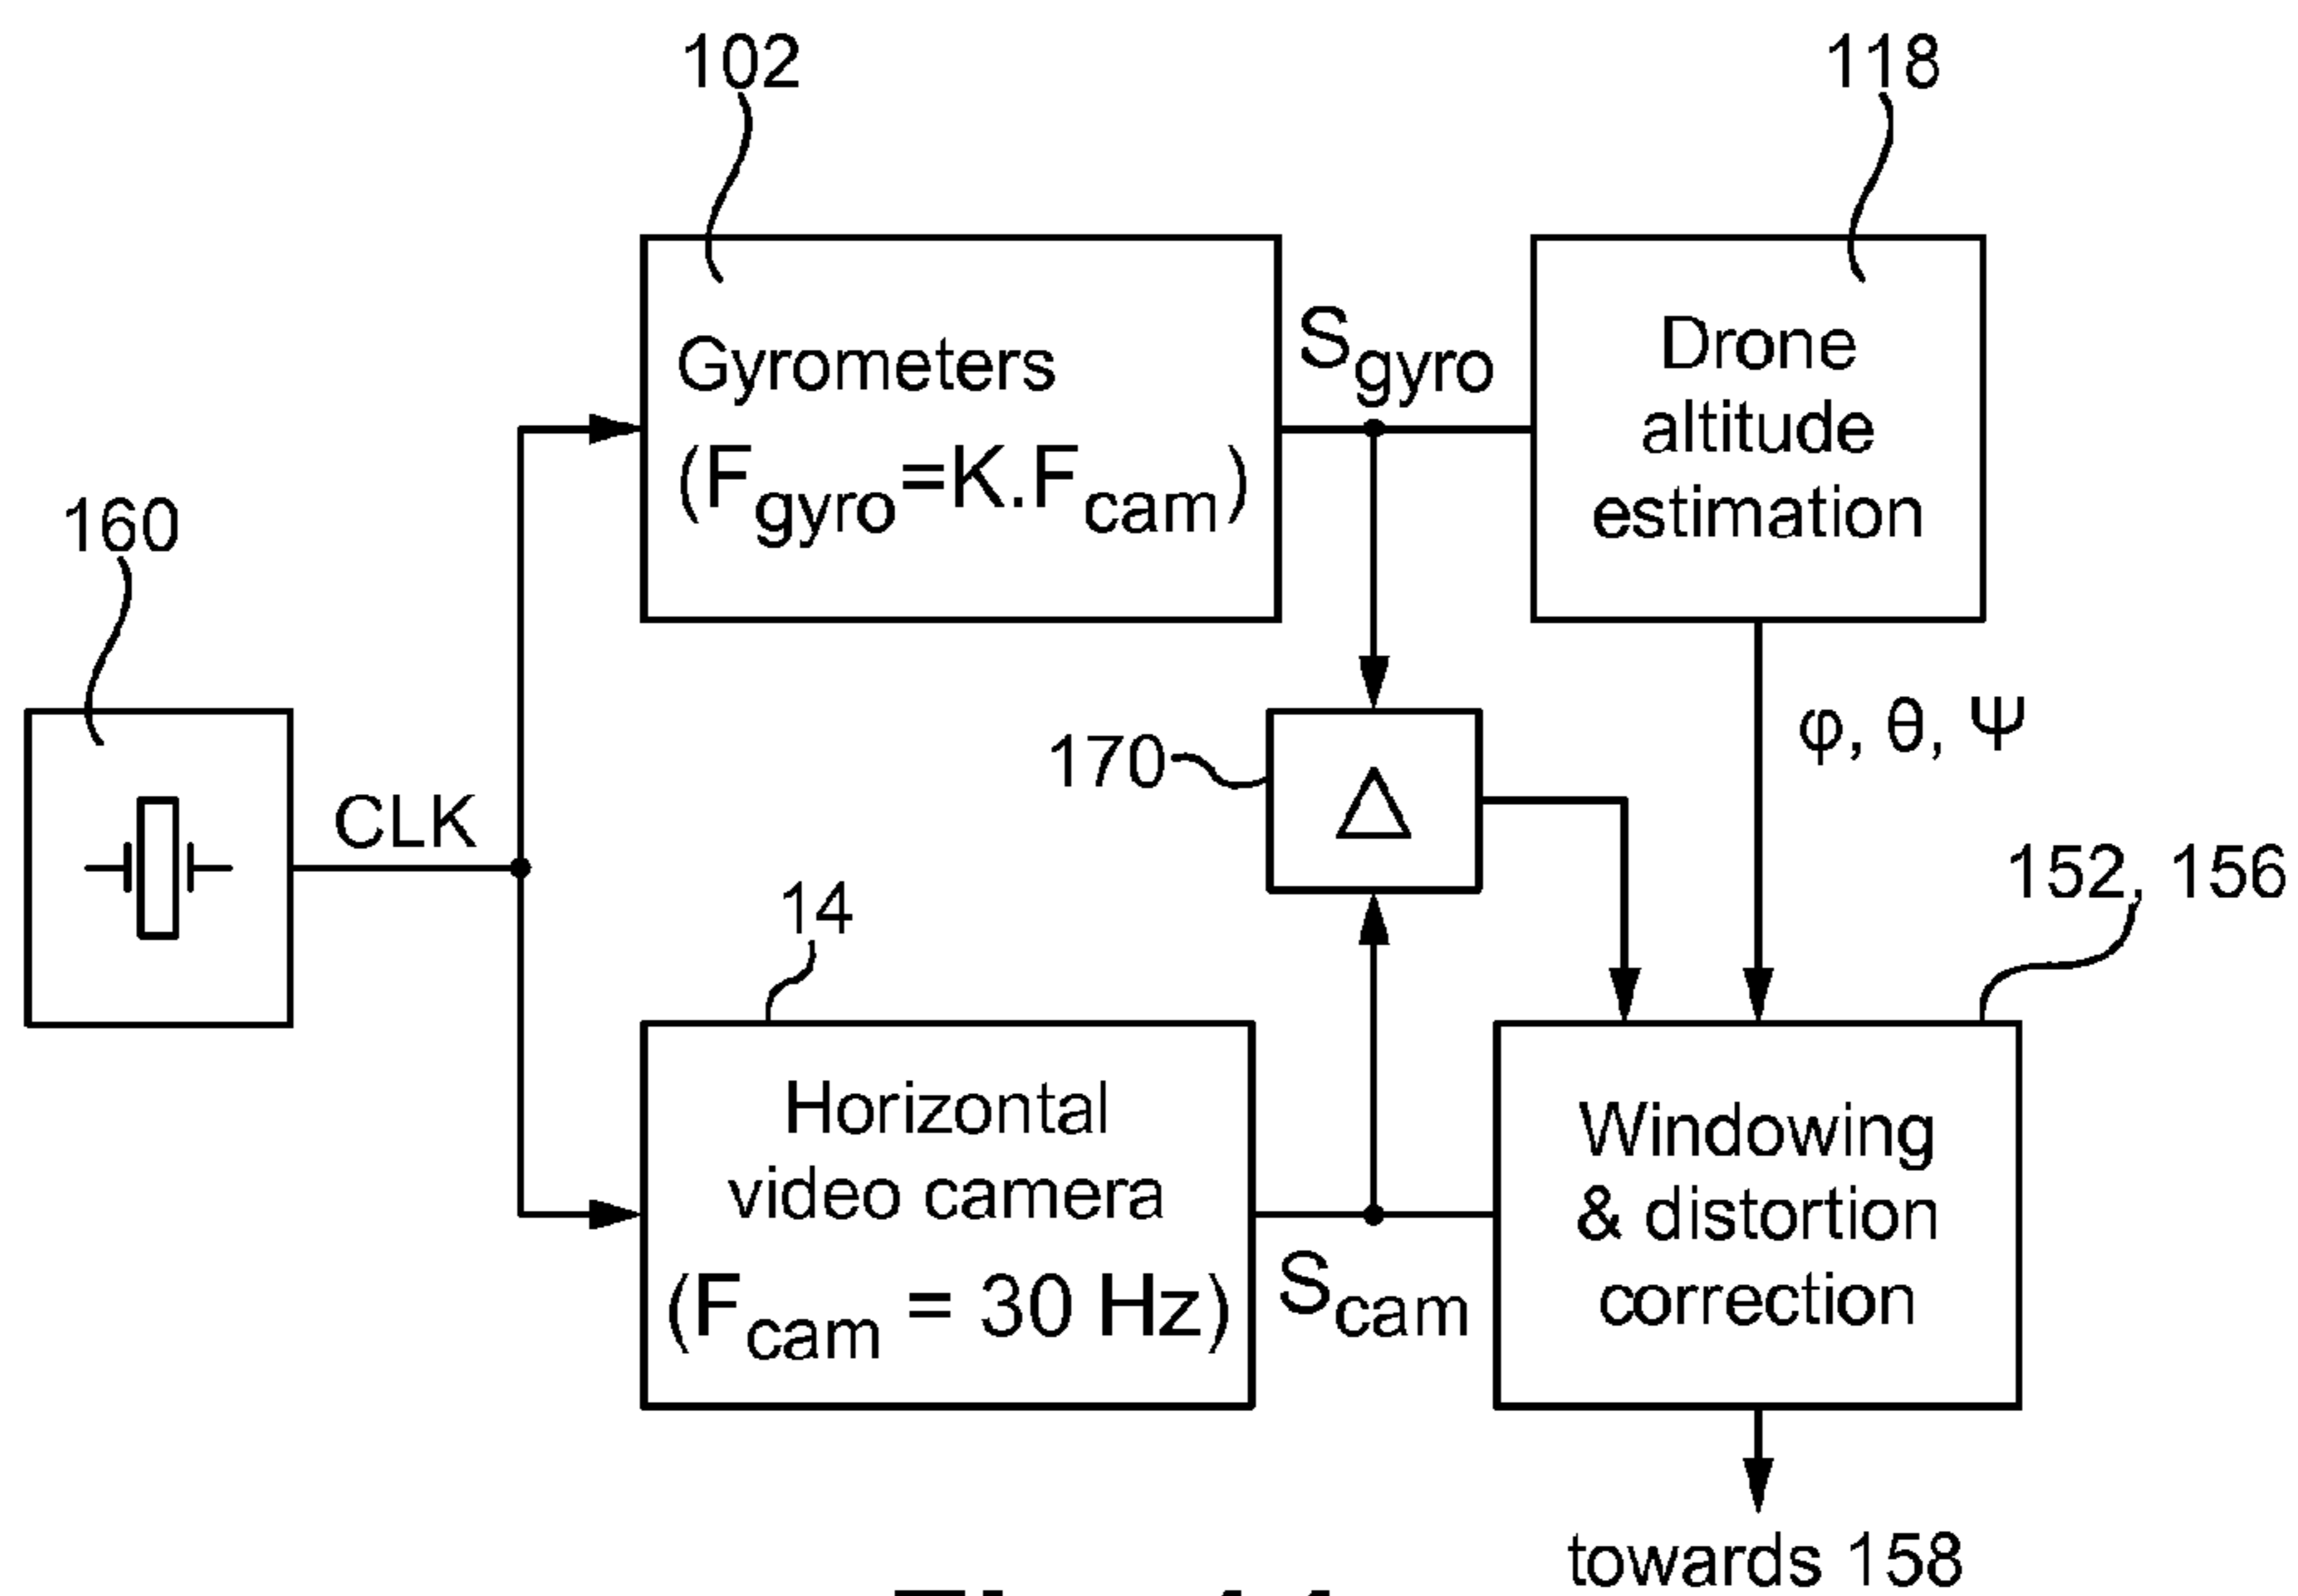 102
118
Gyrometers
(Fgyro=K.Fcam)
Sgyro
Drone
altitude
estimation
160
CLK
170
Δ
φ, θ, Ψ
152, 156
14
Horizontal
video camera
(Fcam = 30 Hz)
Scam
Windowing
& distortion
correction
towards 158